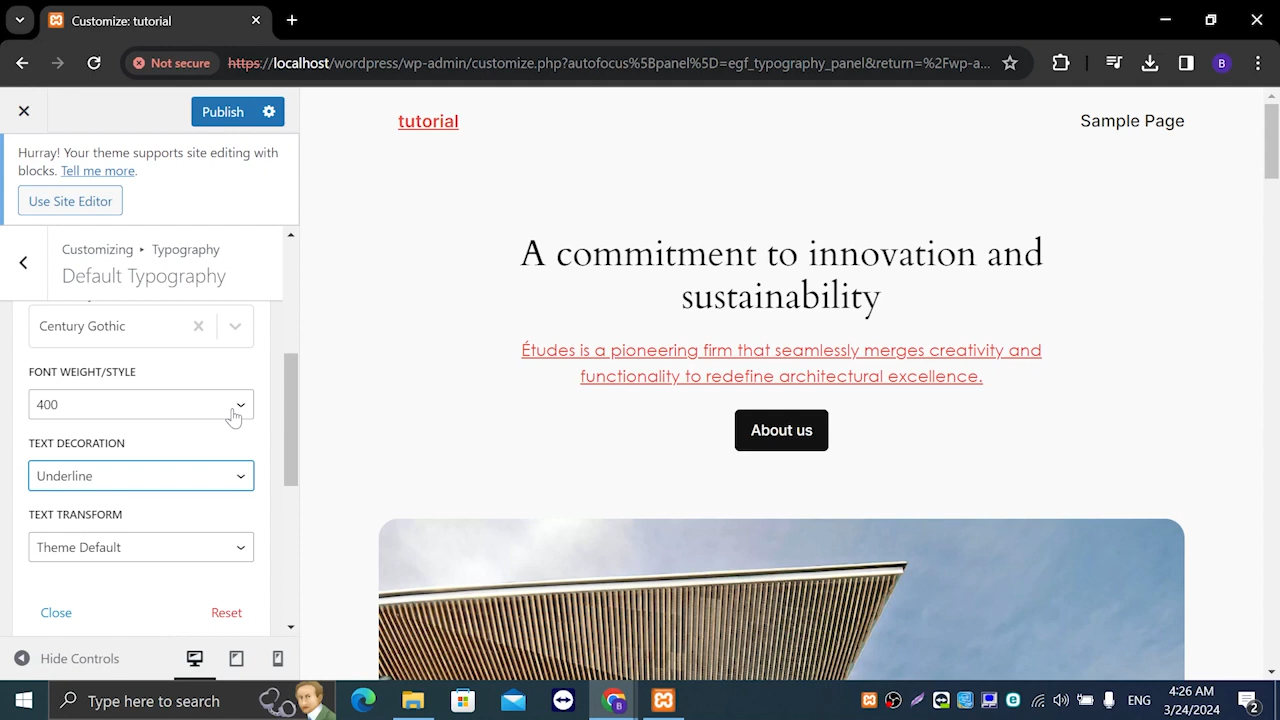 Customize: tutorial
Not secure
https://localhost/wordpress/wp-admin/customize.php?autofocus%5Bpanel%5D=egf_typography_panel&return=%2Fwp-a...
B
Publish
Hurray! Your theme supports site editing with
blocks. Tell me more.
Use Site Editor
Customizing ▸ Typography
Default Typography
Century Gothic
FONT WEIGHT/STYLE
400
TEXT DECORATION
Underline
TEXT TRANSFORM
Theme Default
Close
Reset
Hide Controls
tutorial
Sample Page
A commitment to innovation and
sustainability
Études is a pioneering firm that seamlessly merges creativity and
functionality to redefine architectural excellence.
About us
Type here to search
ENG
4:26 AM
3/24/2024
2